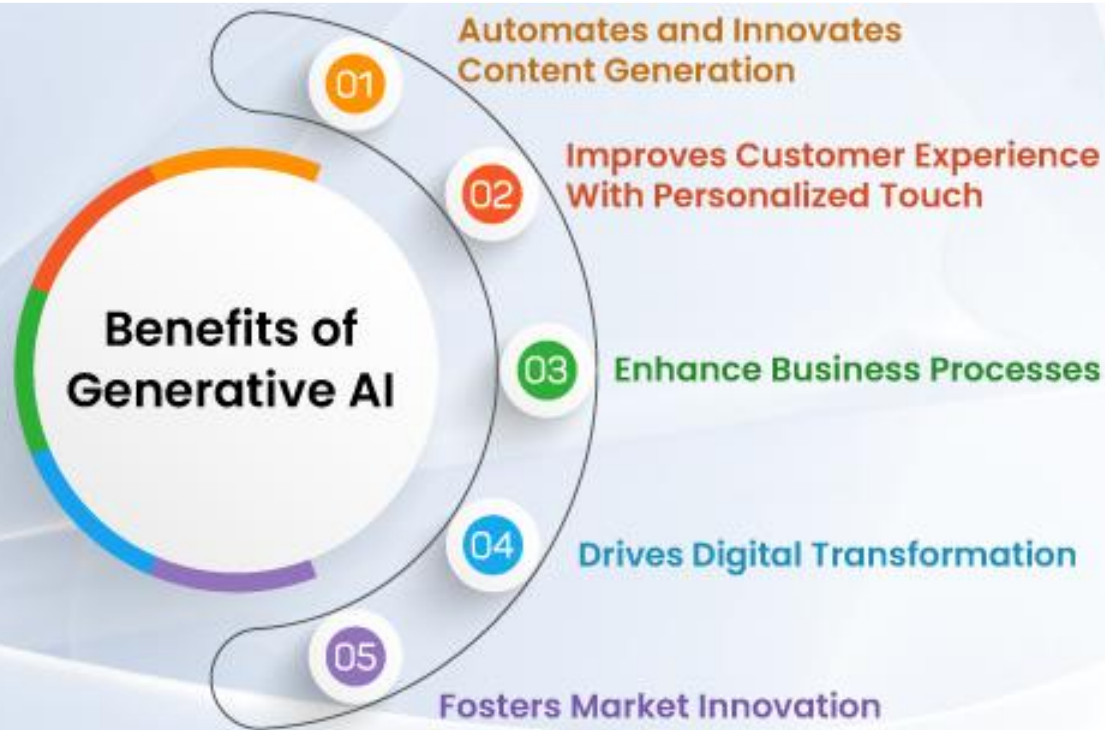 01
Automates and Innovates
Content Generation
02
Improves Customer Experience
With Personalized Touch
Benefits of
Generative AI
03
Enhance Business Processes
04
Drives Digital Transformation
05
Fosters Market Innovation